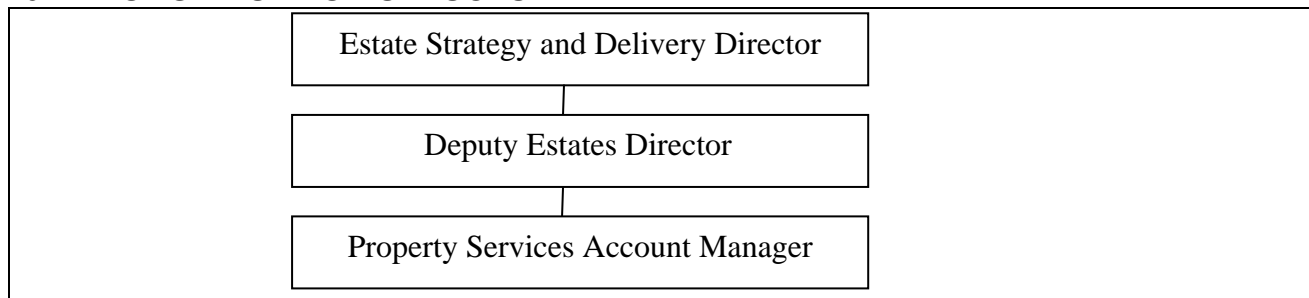 Estate Strategy and Delivery Director
Deputy Estates Director
Property Services Account Manager